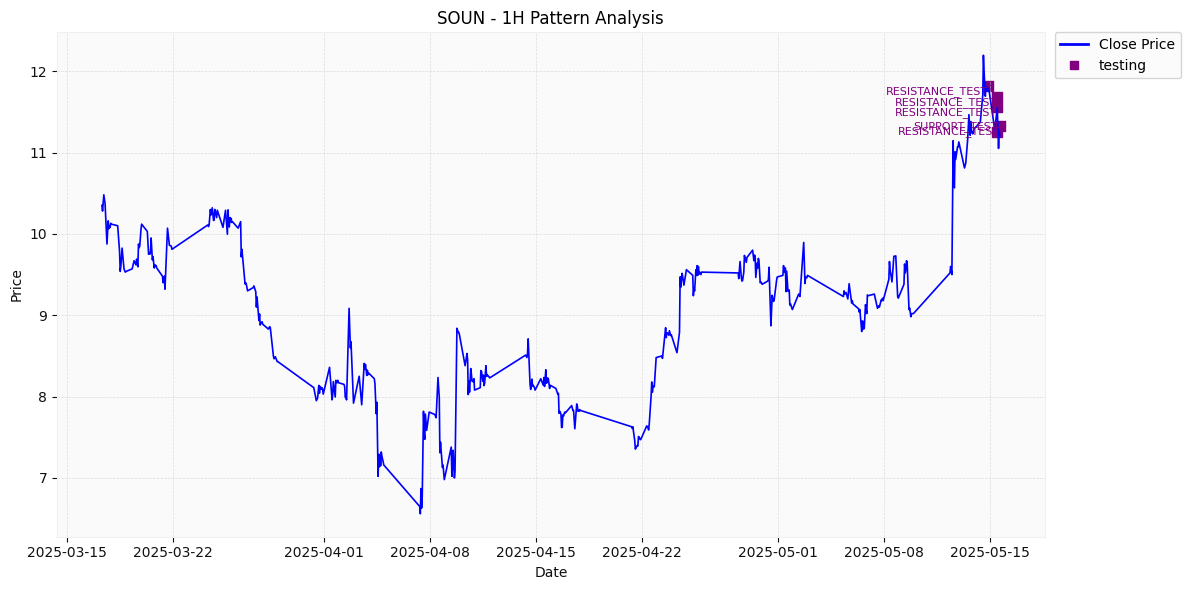 SOUN - 1H Pattern Analysis
Close Price
testing
12
11
10
9
8
7
Price
RESISTANCE_TEST
RESISTANCE_TEST
RESISTANCE_TEST
SUPPORT_TEST
RESISTANCE_TEST
2025-03-15
2025-03-22
2025-04-01
2025-04-08
2025-04-15
2025-04-22
2025-05-01
2025-05-08
2025-05-15
Date